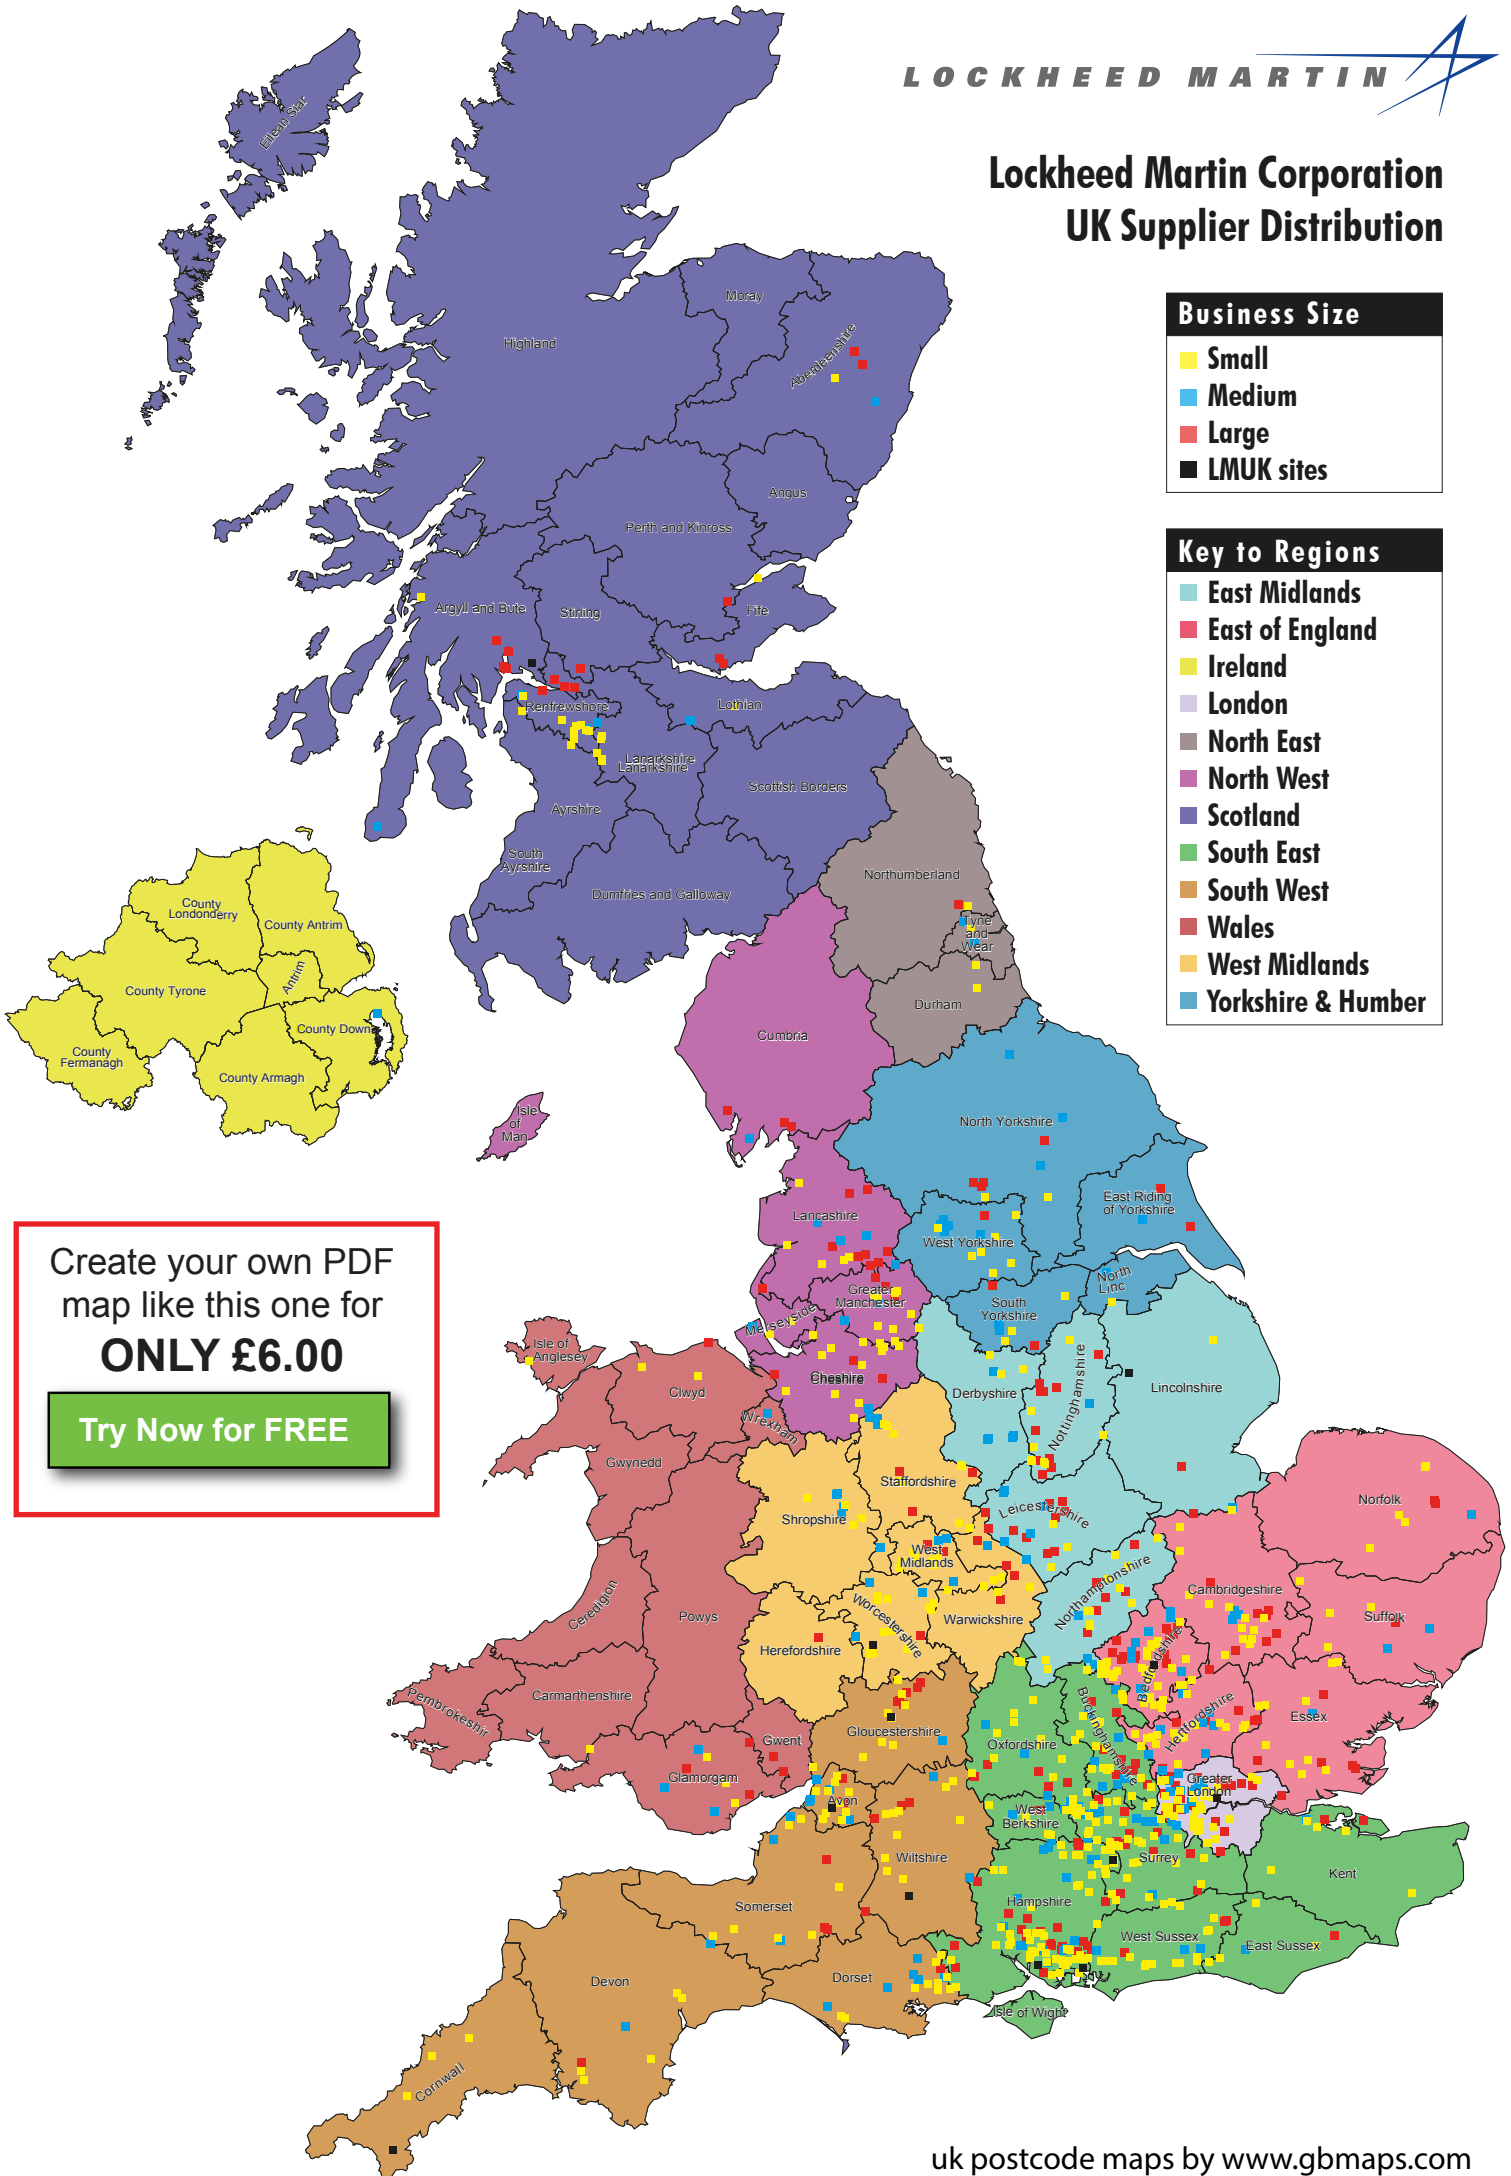 LOCKHEED MARTIN
Lockheed Martin Corporation
UK Supplier Distribution
Business Size
Small
Medium
Large
LMUK sites
Key to Regions
East Midlands
East of England
Ireland
London
North East
North West
Scotland
South East
South West
Wales
West Midlands
Yorkshire & Humber
Eilean Siar
Highland
Moray
Aberdeenshire
Angus
Perth and Kinross
Argyll and Bute
Stirling
Fife
Renfrewshore
Lothian
Lanarkshire
Lanarkshire
Scottish Borders
Ayrshire
South
Ayrshire
Dumfries and Galloway
Northumberland
Tyne
and
Wear
Durham
County
Londonderry
County Antrim
Antrim
County Tyrone
County Down
County
Fermanagh
County Armagh
Cumbria
Isle
of
Man
North Yorkshire
East Riding
of Yorkshire
Lancashire
West Yorkshire
North
Linc
South
Yorkshire
Greater
Manchester
Merseyside
Cheshire
Cheshire
Isle of
Anglesey
Clwyd
Wrexham
Gwynedd
Derbyshire
Nottinghamshire
Lincolnshire
Staffordshire
Shropshire
Leicestershire
Norfolk
West
Midlands
Northamptonshire
Cambridgeshire
Suffolk
Ceredigion
Powys
Worcestershire
Warwickshire
Herefordshire
Bedfordshire
Pembrokeshir
Carmarthenshire
Gwent
Glamorgam
Gloucestershire
Oxfordshire
Buckinghamshire
Hertfordshire
Essex
Greater
London
Avon
West
Berkshire
Wiltshire
Surrey
Kent
Somerset
Hampshire
West Sussex
East Sussex
Devon
Dorset
Isle of Wight
Cornwall
Create your own PDF
map like this one for
ONLY £6.00
Try Now for FREE
uk postcode maps by www.gbmaps.com